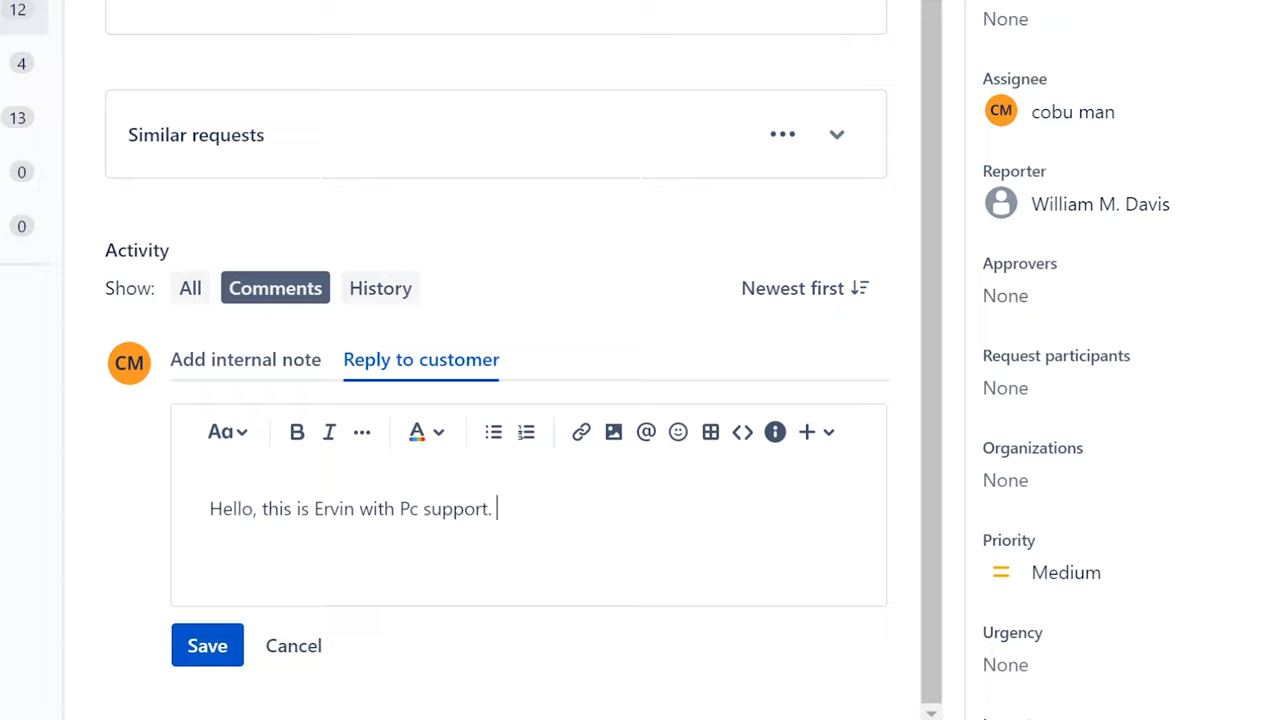 12
4
13
0
0
Similar requests
Activity
Show: All Comments History
Newest first
CM
Add internal note Reply to customer
Aa B I A @
Hello, this is Ervin with Pc support.
Save Cancel
None
Assignee
CM cobu man
Reporter
William M. Davis
Approvers
None
Request participants
None
Organizations
None
Priority
Medium
Urgency
None